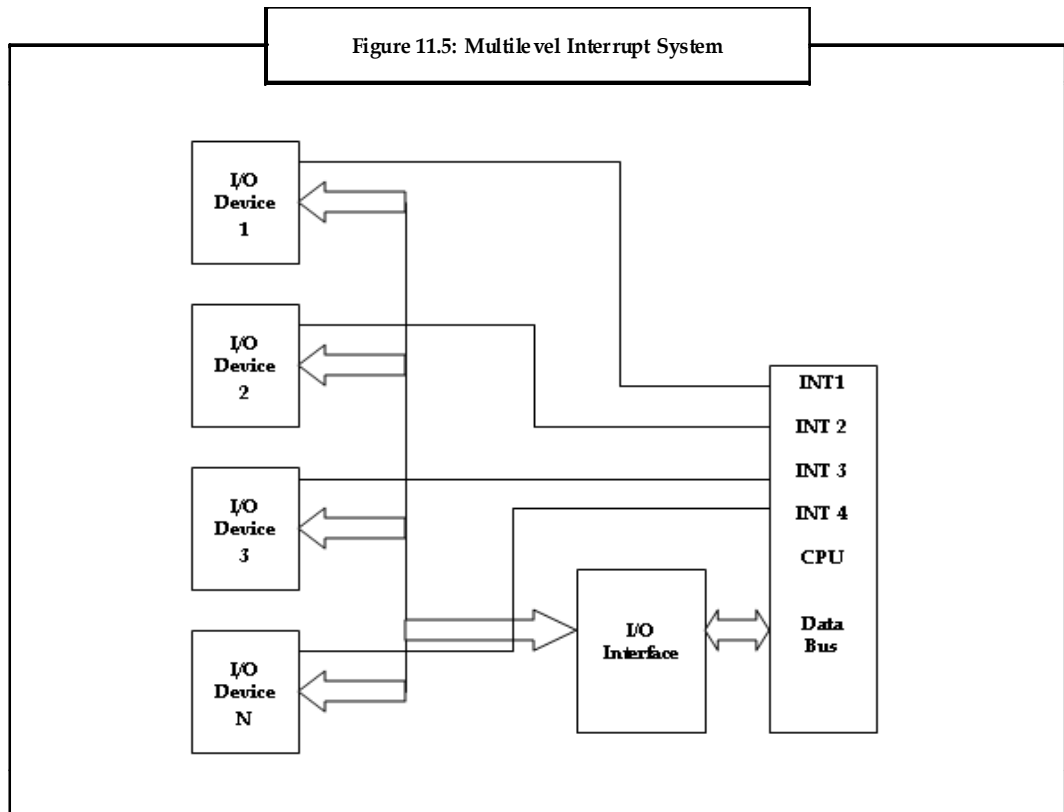 Figure 11.5: Multilevel Interrupt System
I/O
Device
1
I/O
Device
2
I/O
Device
3
I/O
Device
N
I/O
Interface
INT1
INT 2
INT 3
INT 4
CPU
Data
Bus